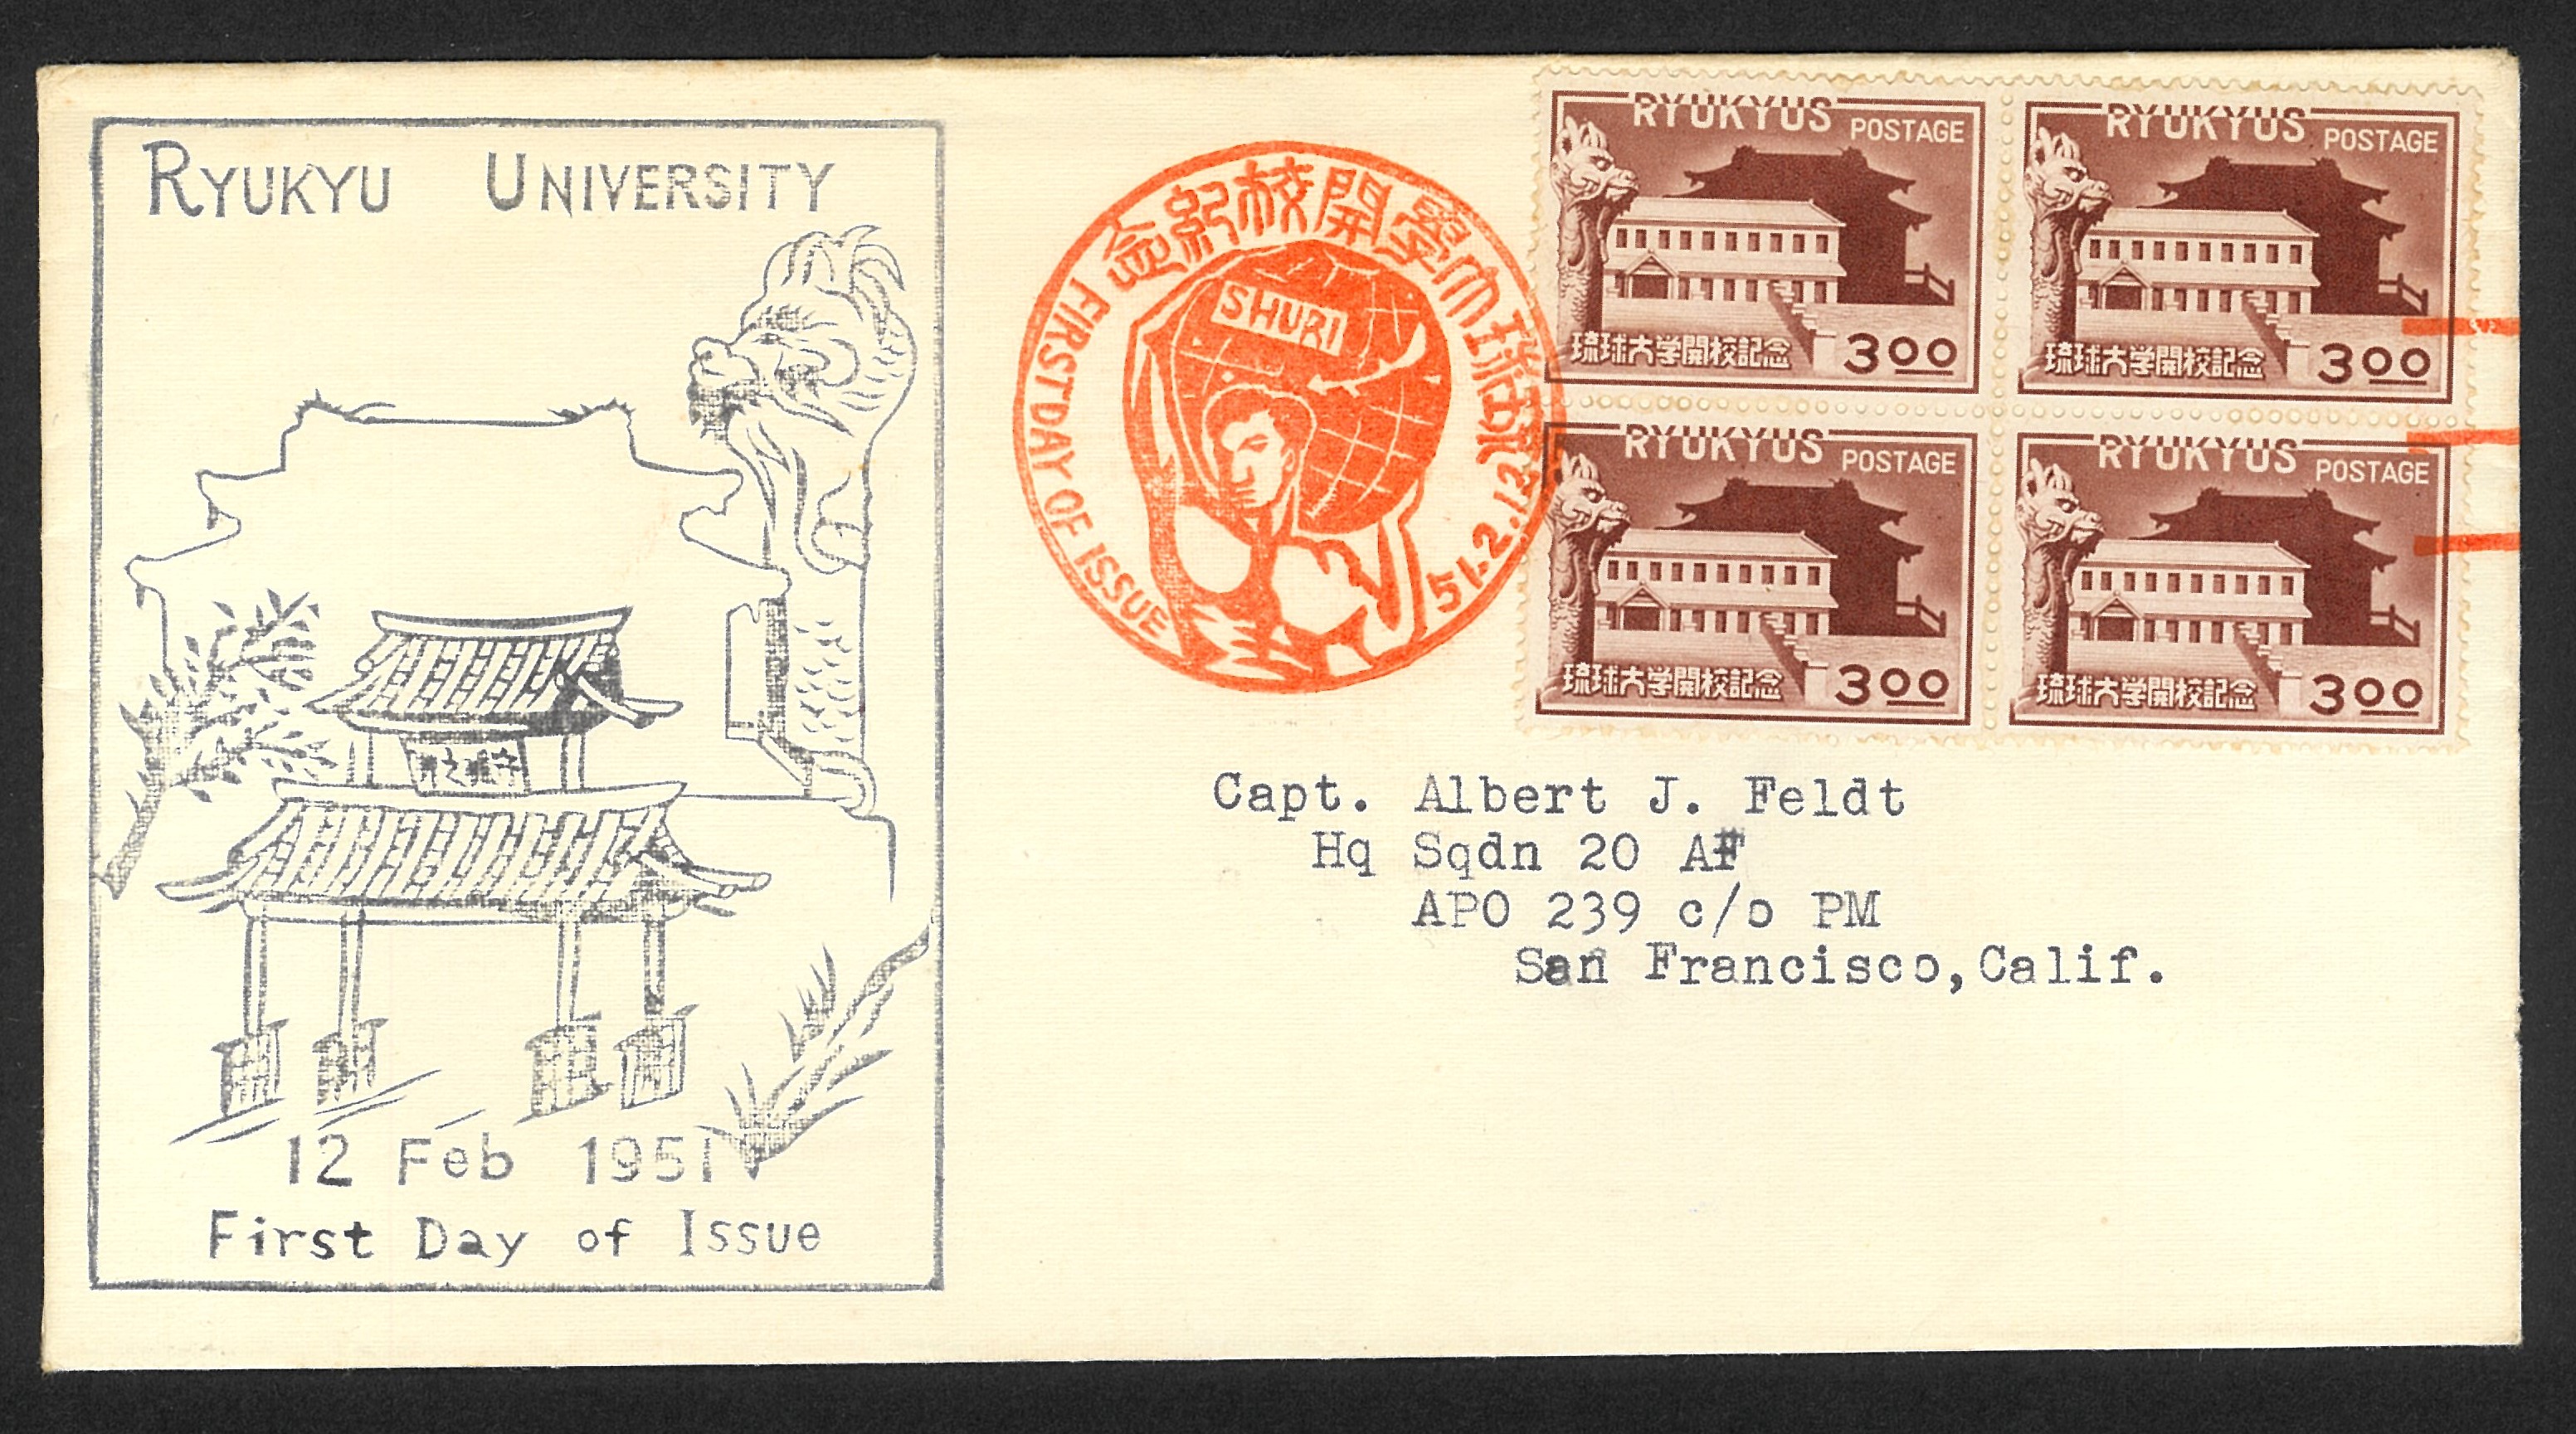 RYUKYU UNIVERSITY
12 Feb 1951
First Day of Issue
琉球大學開校紀念
SHURI
FIRST DAY OF ISSUE
51.2.12
RYUKYUS POSTAGE
琉球大学開校記念 3 00
RYUKYUS POSTAGE
琉球大学開校記念 3 00
RYUKYUS POSTAGE
琉球大学開校記念 3 00
RYUKYUS POSTAGE
琉球大学開校記念 3 00
Capt. Albert J. Feldt
Hq Sqdn 20 AF
APO 239 c/o PM
San Francisco, Calif.